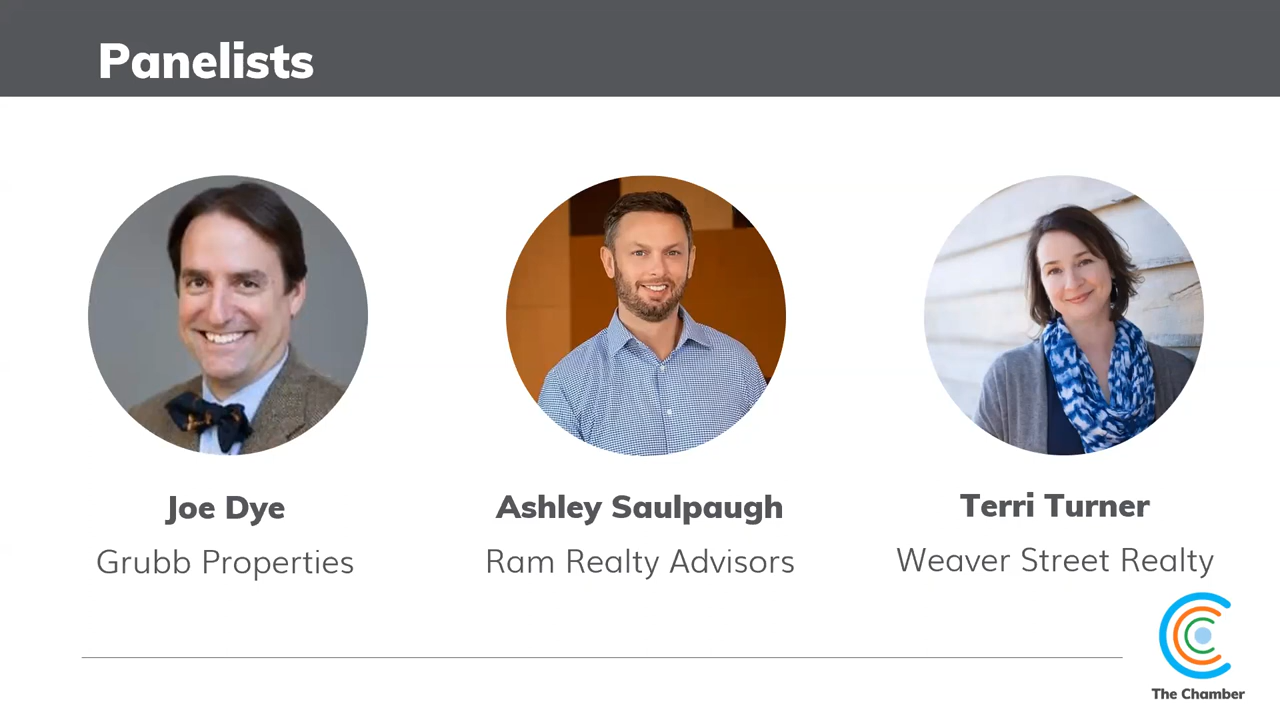 Panelists
Joe Dye
Grubb Properties
Ashley Saulpaugh
Ram Realty Advisors
Terri Turner
Weaver Street Realty
The Chamber